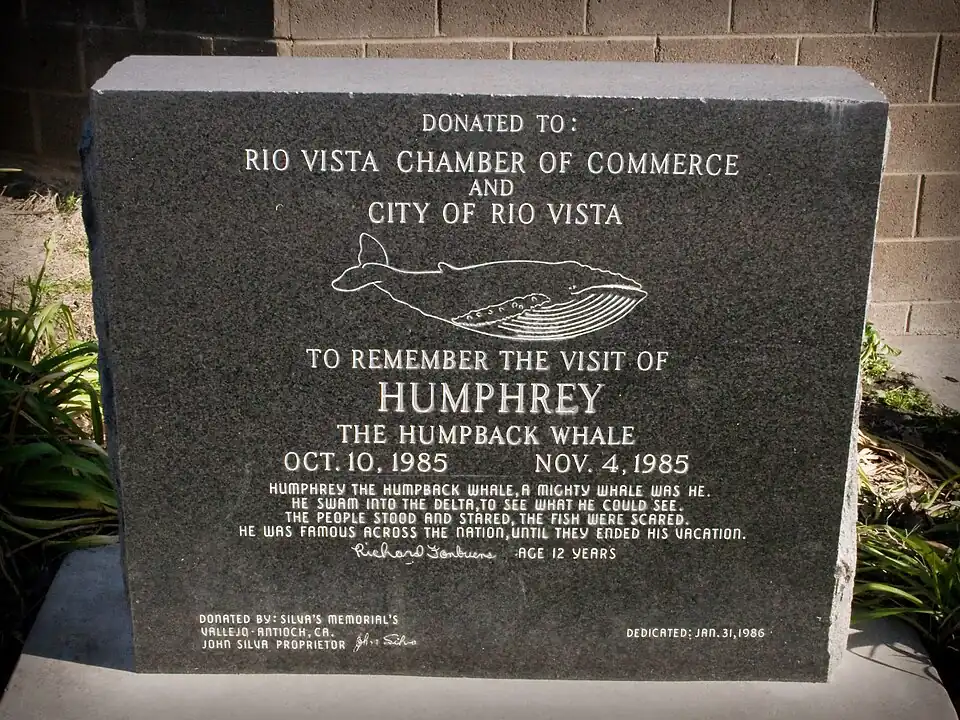 DONATED TO:
RIO VISTA CHAMBER OF COMMERCE
AND
CITY OF RIO VISTA
TO REMEMBER THE VISIT OF
HUMPHREY
THE HUMPBACK WHALE
OCT. 10, 1985 NOV. 4, 1985
HUMPHREY THE HUMPBACK WHALE, A MIGHTY WHALE WAS HE.
HE SWAM INTO THE DELTA, TO SEE WHAT HE COULD SEE.
THE PEOPLE STOOD AND STARED, THE FISH WERE SCARED.
HE WAS FAMOUS ACROSS THE NATION, UNTIL THEY ENDED HIS VACATION.
Richard AGE 12 YEARS
DONATED BY: SILVA'S MEMORIAL'S
VALLEJO-ANTIOCH, CA.
JOHN SILVA PROPRIETOR John Silva
DEDICATED: JAN. 31, 1986